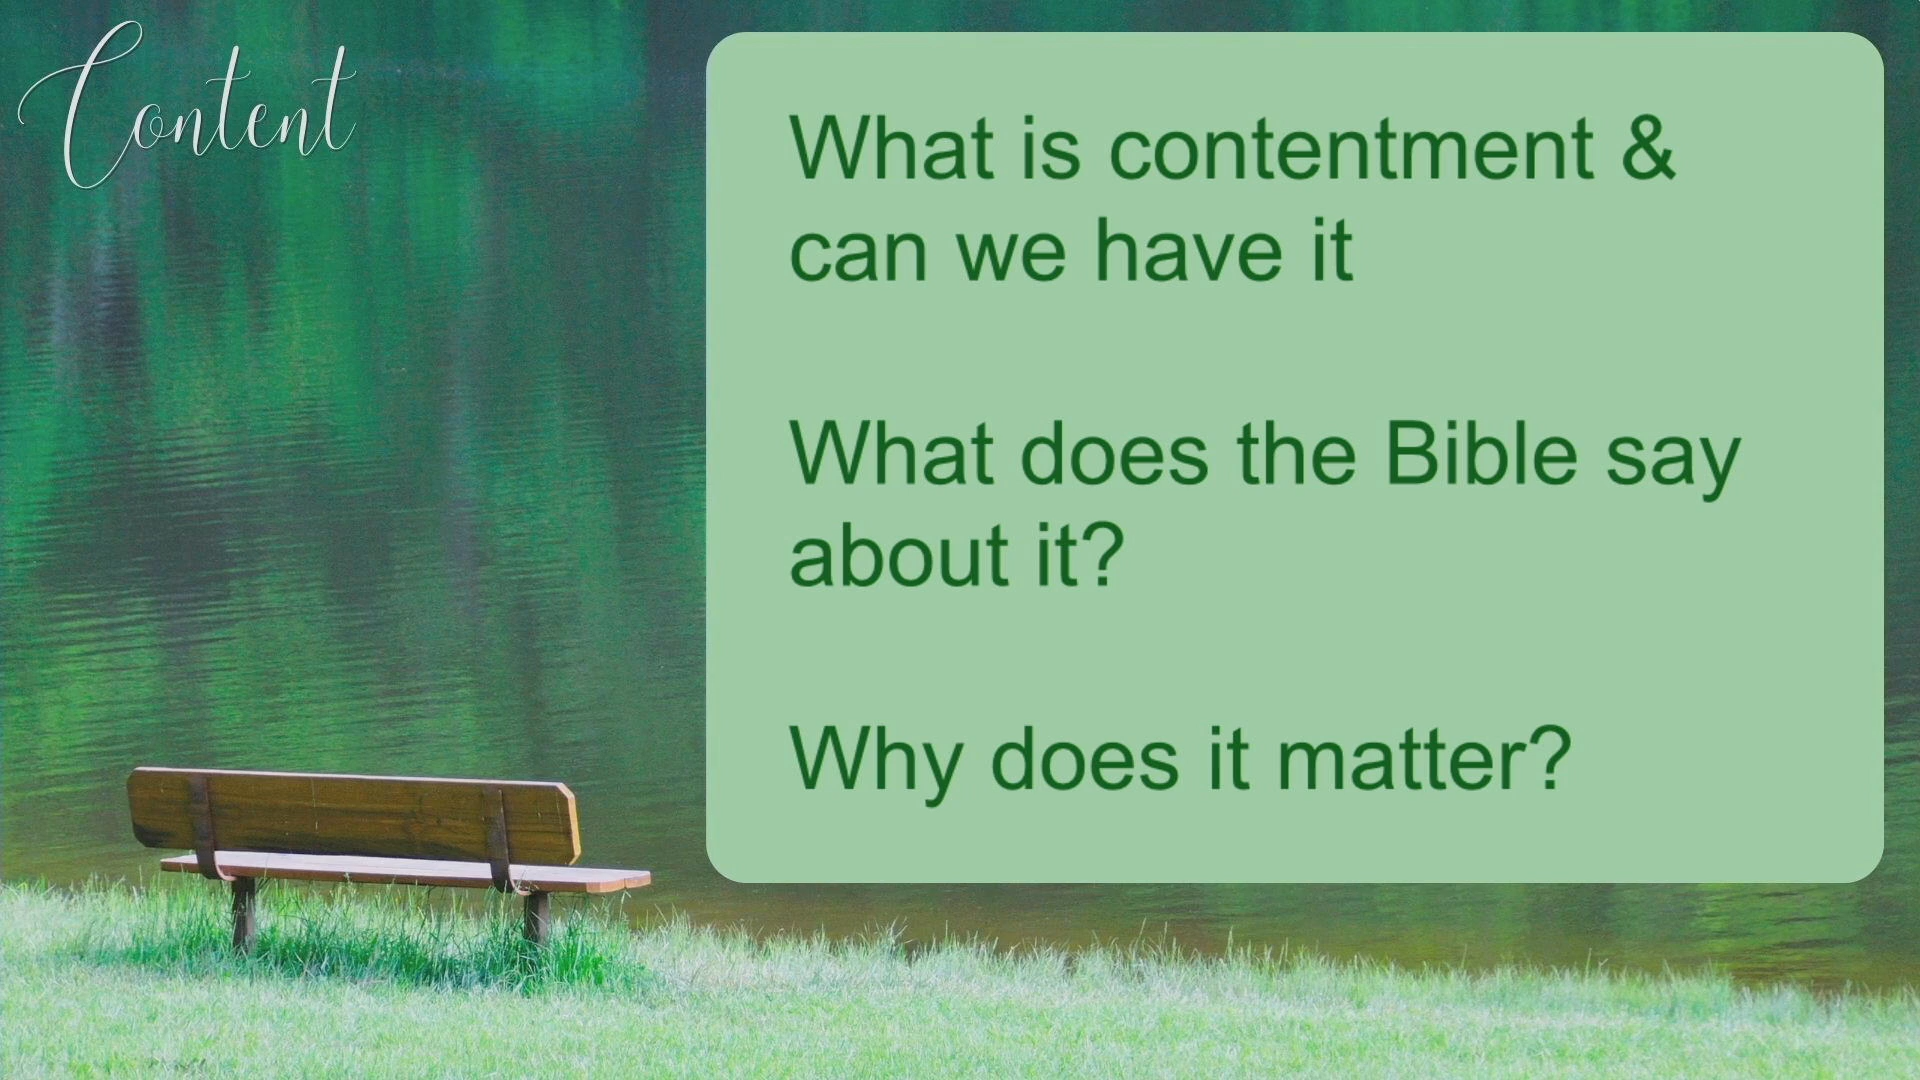 Content
What is contentment &
can we have it
What does the Bible say
about it?
Why does it matter?